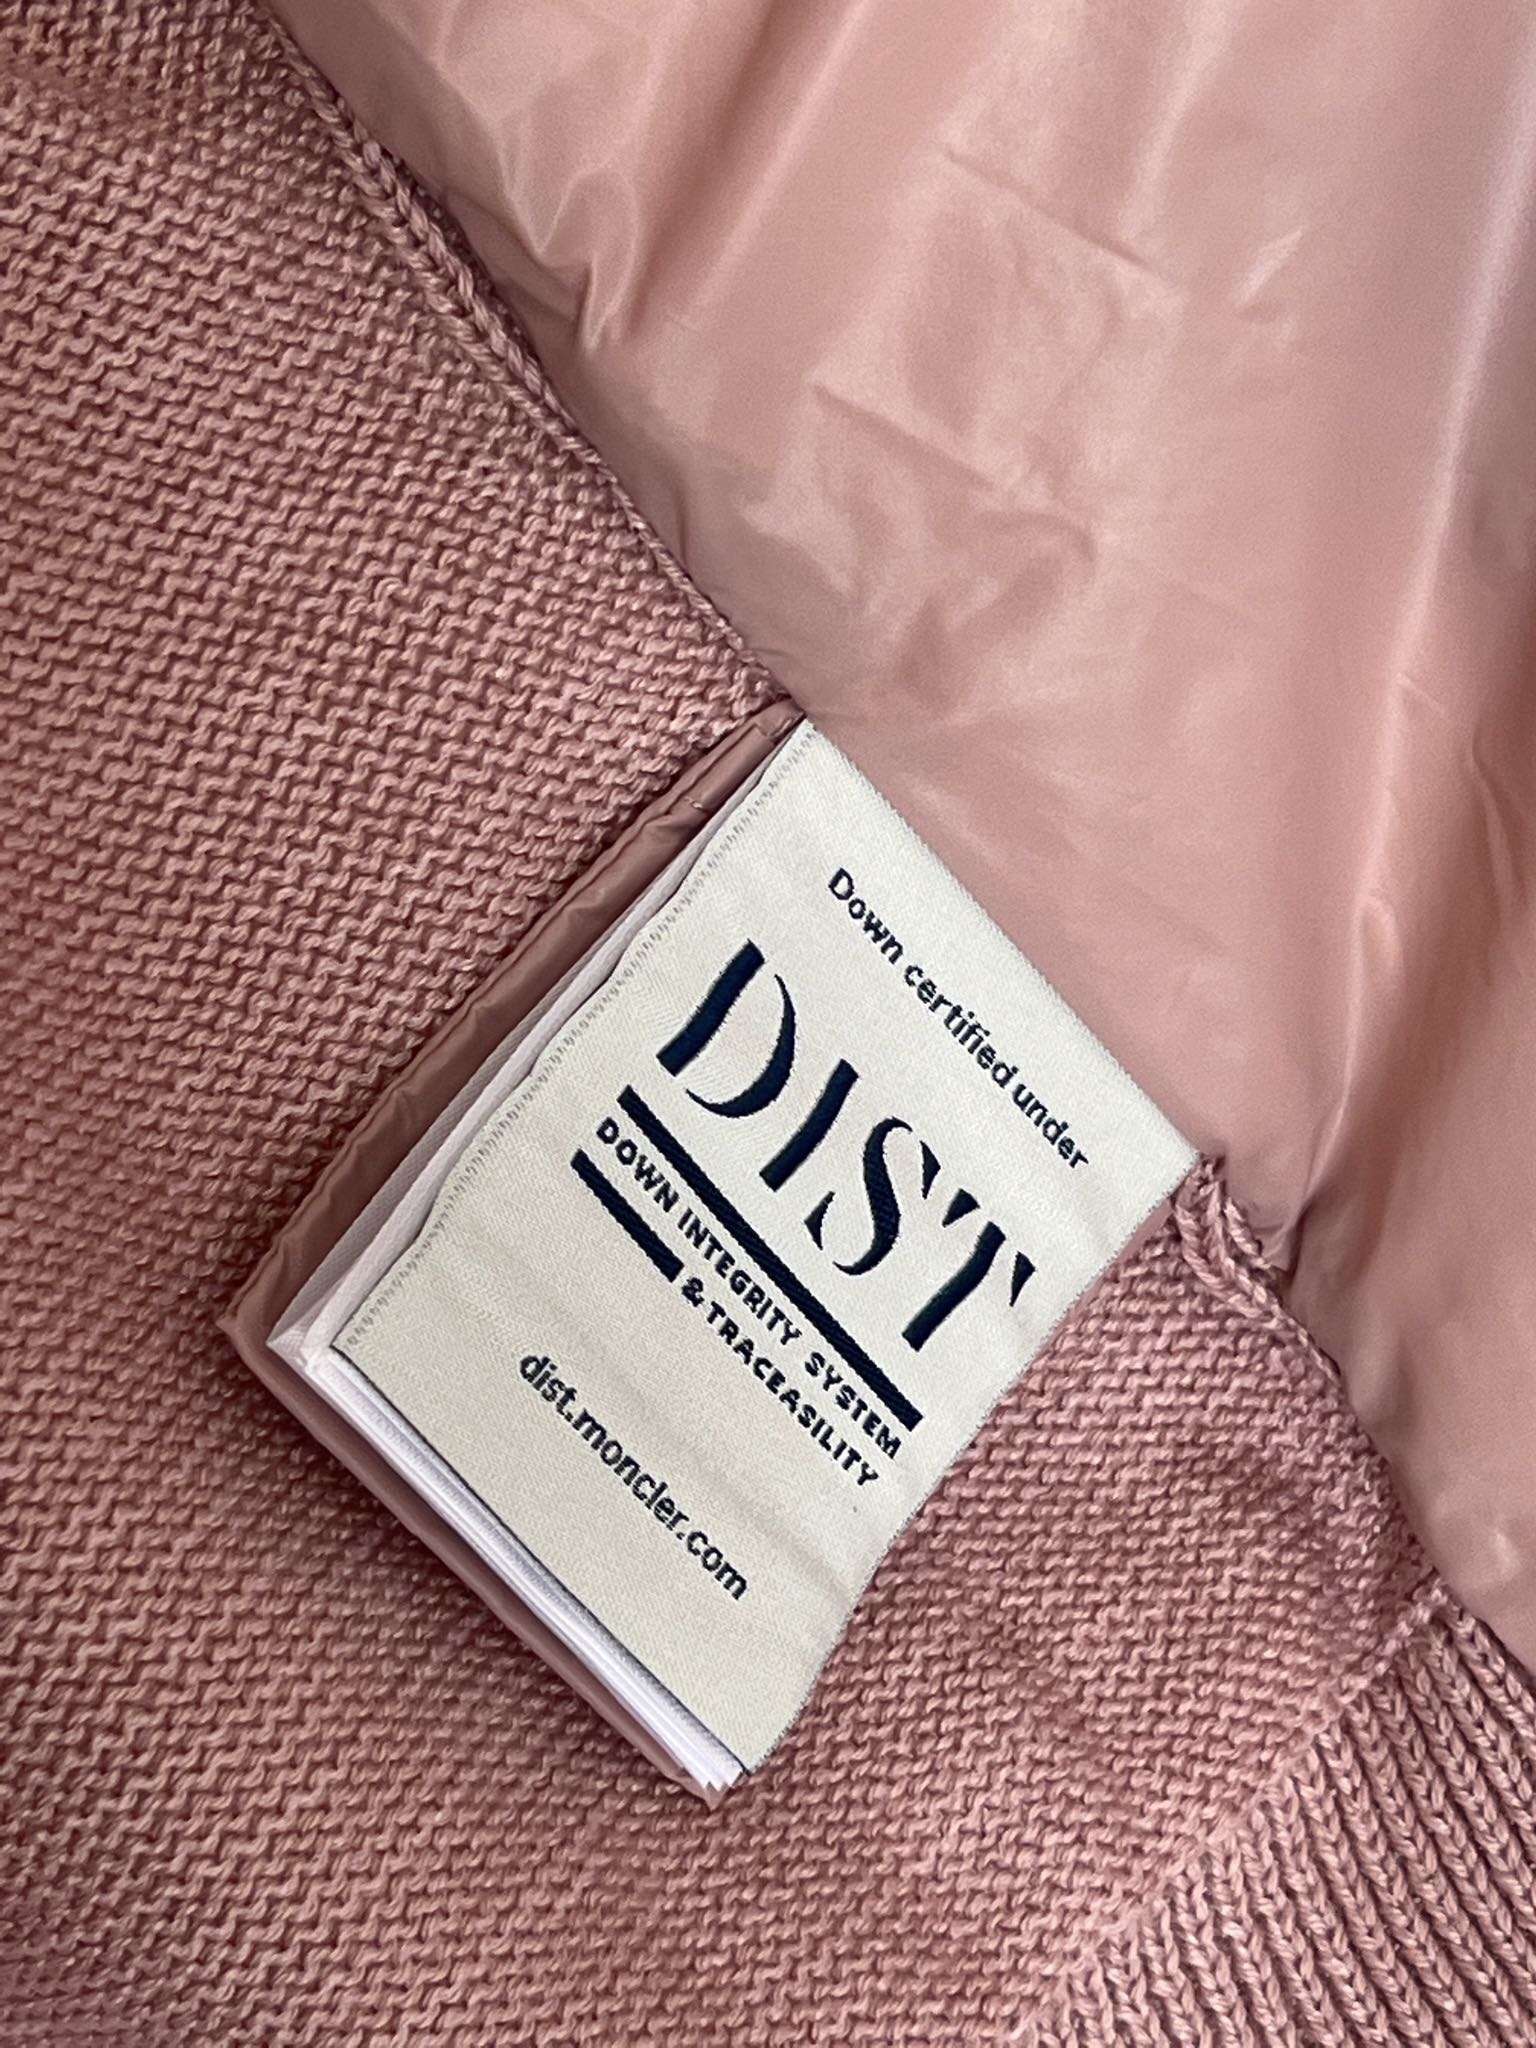 Down certified under
DIST
DOWN INTEGRITY SYSTEM
& TRACEASILITY
dist.moncler.com